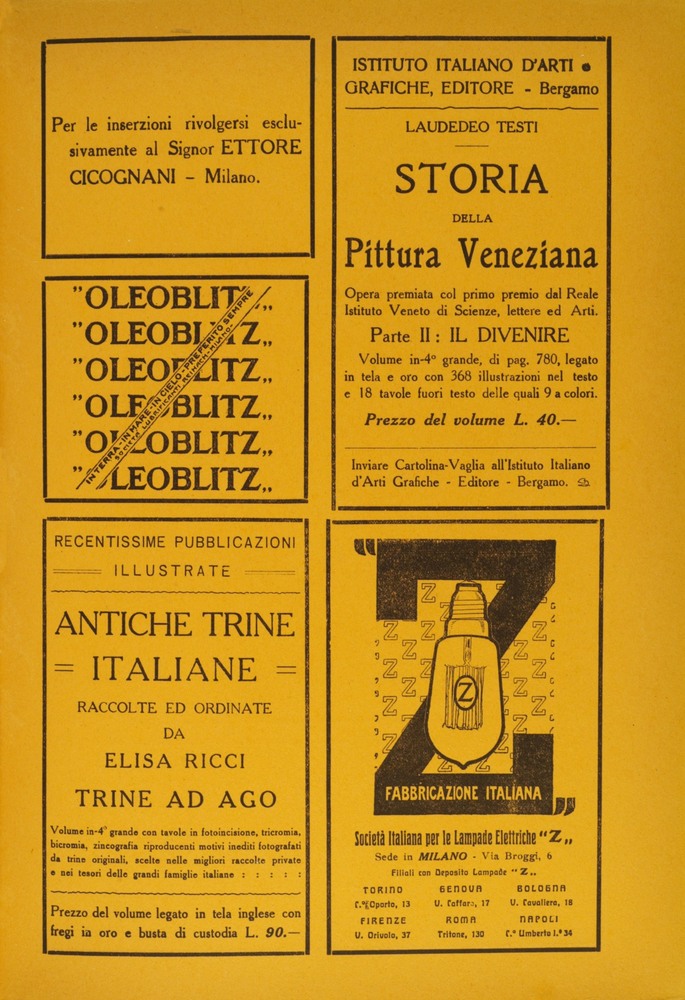 Per le inserzioni rivolgersi esclu-
sivamente al Signor ETTORE
CICOGNANI – Milano.
"OLEOBLITZ„
"OLEOBLITZ„
"OLEOBLITZ„
"OLEOBLITZ„
"OLEOBLITZ„
"OLEOBLITZ„
IN TERRA - IN MARE - IN CIELO - PREFERITO SEMPRE
SOCIETÀ LUBRIFICANTI REINACH - MILANO -
RECENTISSIME PUBBLICAZIONI
ILLUSTRATE
ANTICHE TRINE
= ITALIANE =
RACCOLTE ED ORDINATE
DA
ELISA RICCI
TRINE AD AGO
Volume in-4° grande con tavole in fotoincisione, tricromia,
bicromia, zincografia riproducenti motivi inediti fotografati
da trine originali, scelte nelle migliori raccolte private
e nei tesori delle grandi famiglie italiane : : : : :
Prezzo del volume legato in tela inglese con
fregi in oro e busta di custodia L. 90.—
ISTITUTO ITALIANO D'ARTI
GRAFICHE, EDITORE - Bergamo
LAUDEDEO TESTI
STORIA
DELLA
Pittura Veneziana
Opera premiata col primo premio dal Reale
Istituto Veneto di Scienze, lettere ed Arti.
Parte II : IL DIVENIRE
Volume in-4° grande, di pag. 780, legato
in tela e oro con 368 illustrazioni nel testo
e 18 tavole fuori testo delle quali 9 a colori.
Prezzo del volume L. 40.—
Inviare Cartolina-Vaglia all'Istituto Italiano
d'Arti Grafiche - Editore - Bergamo.
"Z„
Z
FABBRICAZIONE ITALIANA
Società Italiana per le Lampade Elettriche "Z„
Sede in MILANO - Via Broggi, 6
Filiali con Deposito Lampade "Z„
TORINO GENOVA BOLOGNA
C.° Oporto, 13 U. Caffara, 17 U. Cavaliera, 18
FIRENZE ROMA NAPOLI
U. Orivolo, 37 Tritone, 130 C.° Umberto I.° 34